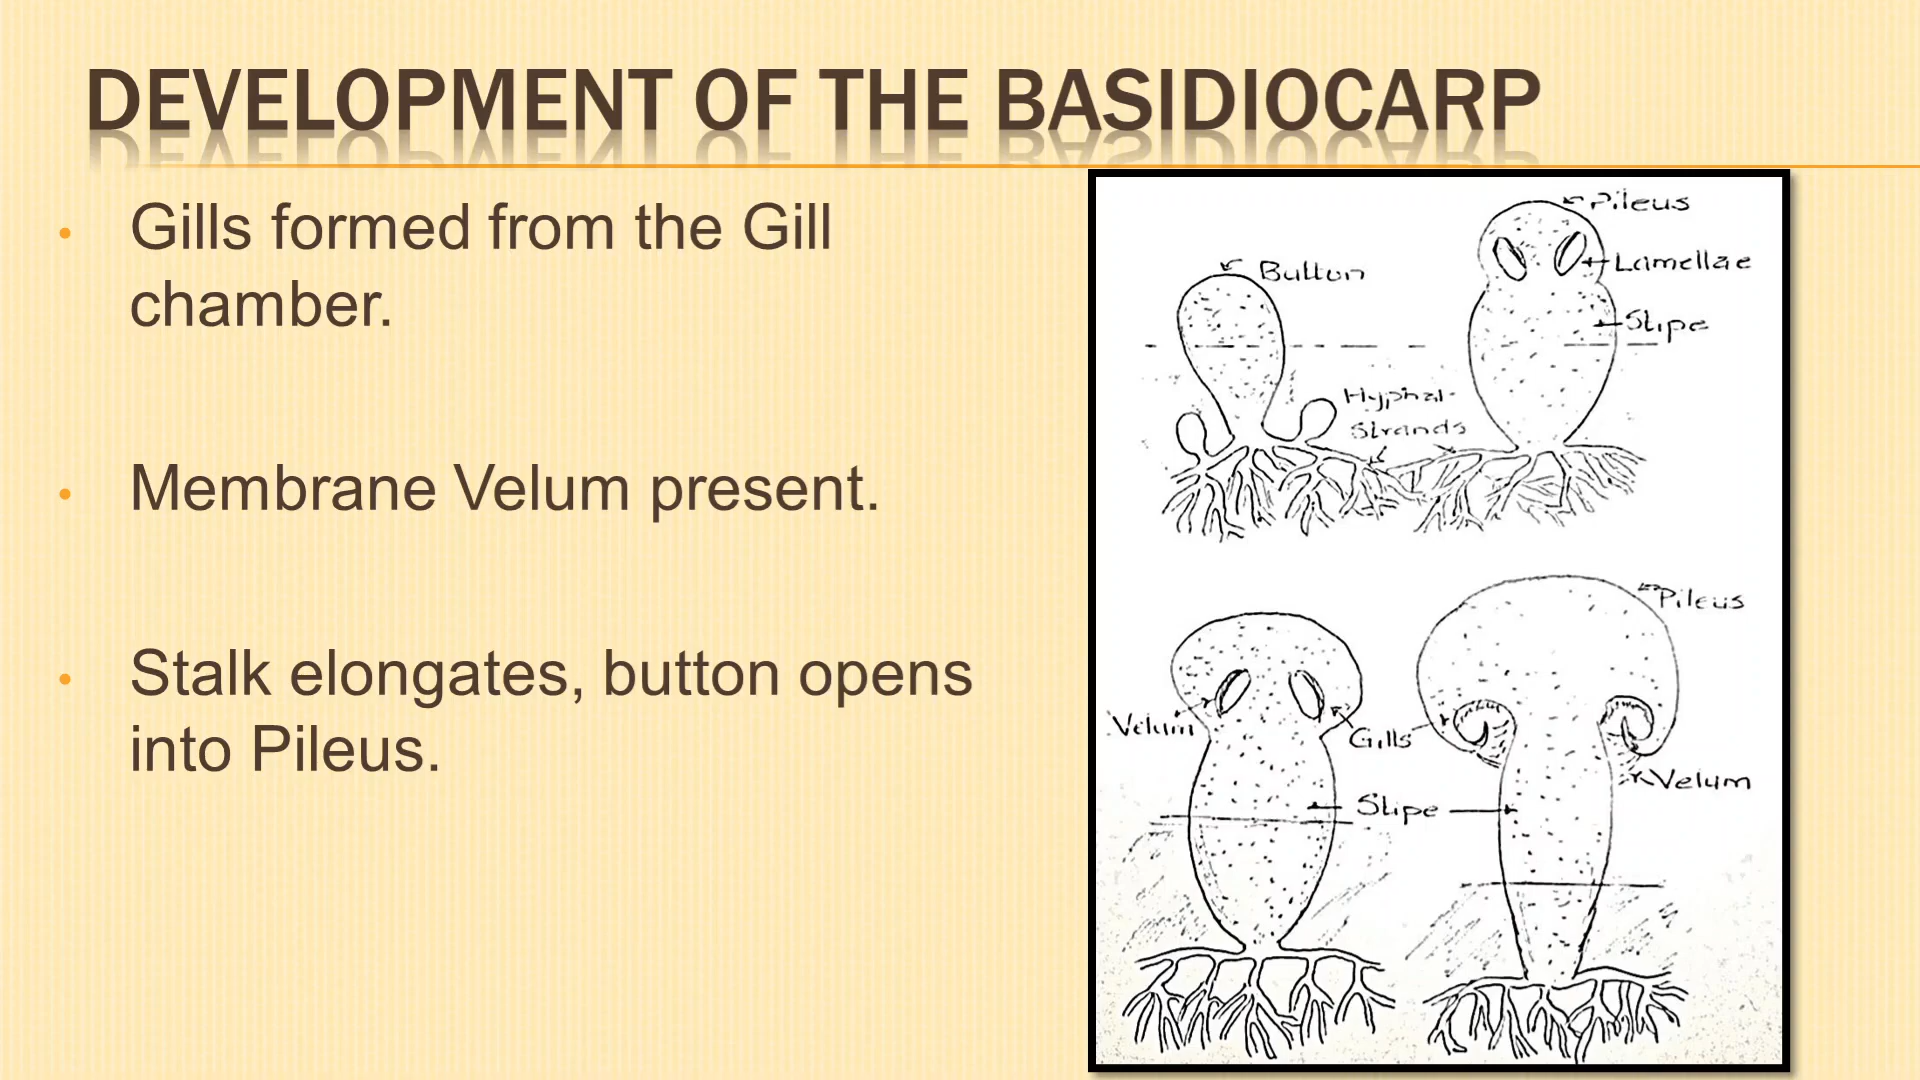 DEVELOPMENT OF THE BASIDIOCARP
• Gills formed from the Gill
chamber.
• Membrane Velum present.
• Stalk elongates, button opens
into Pileus.
Pileus
Lamellae
Button
Stipe
Hyphal
Strands
Pileus
Velum
Gills
Velum
Stipe